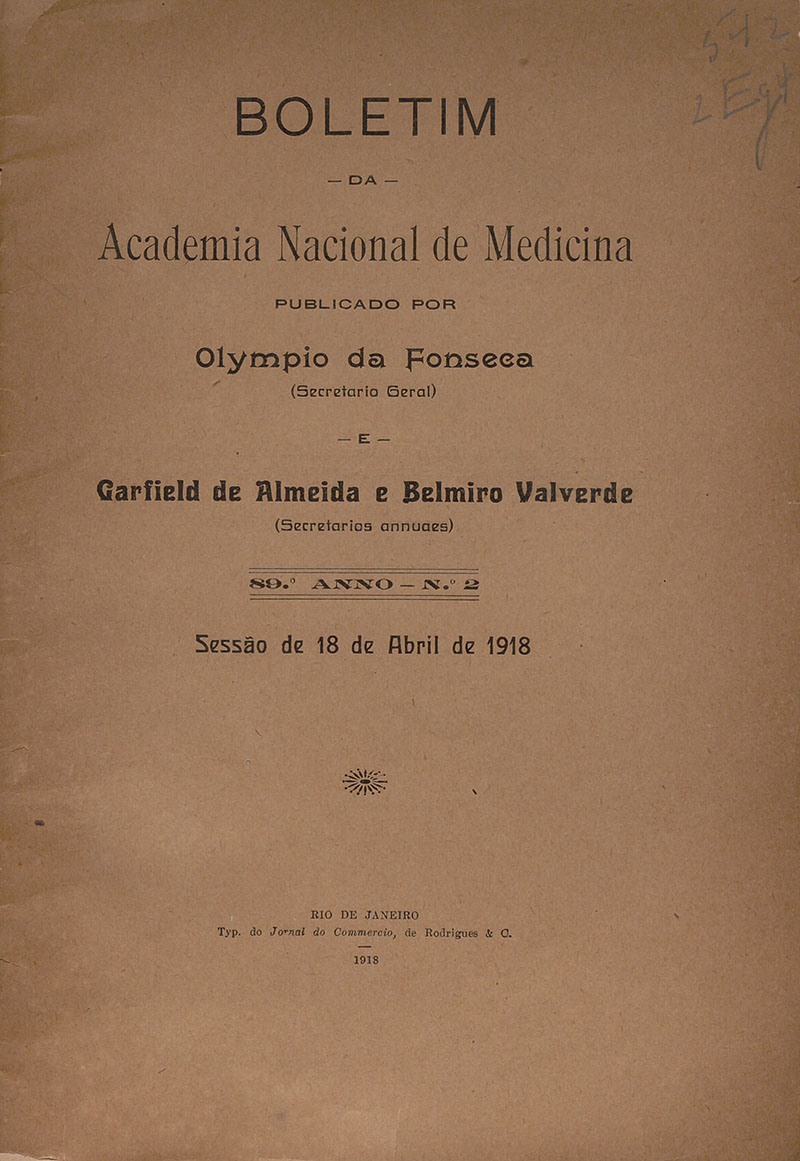 BOLETIM
— DA —
Academia Nacional de Medicina
PUBLICADO POR
Olympio da Fonseca
(Secretario Geral)
— E —
Garfield de Almeida e Belmiro Valverde
(Secretarios annuaes)
89.º ANNO — N.º 2
Sessão de 18 de Abril de 1918
RIO DE JANEIRO
Typ. do Jornal do Commercio, de Rodrigues & C.
1918